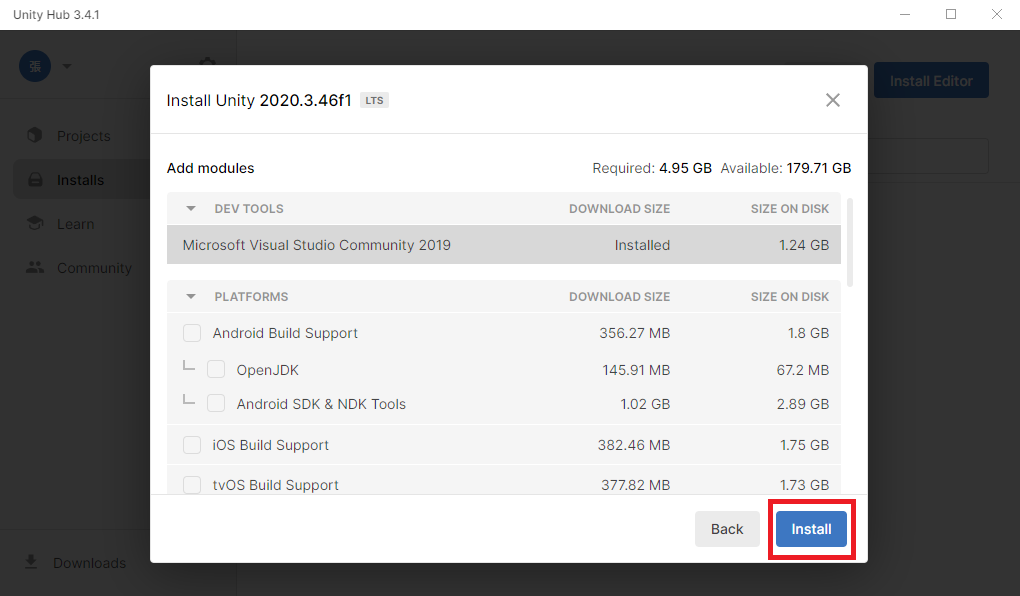 Unity Hub 3.4.1
張
Install Editor
Projects
Installs
Learn
Community
Downloads
Install Unity 2020.3.46f1 LTS
Add modules Required: 4.95 GB Available: 179.71 GB
DEV TOOLS DOWNLOAD SIZE SIZE ON DISK
Microsoft Visual Studio Community 2019 Installed 1.24 GB
PLATFORMS DOWNLOAD SIZE SIZE ON DISK
Android Build Support 356.27 MB 1.8 GB
OpenJDK 145.91 MB 67.2 MB
Android SDK & NDK Tools 1.02 GB 2.89 GB
iOS Build Support 382.46 MB 1.75 GB
tvOS Build Support 377.82 MB 1.73 GB
Back Install